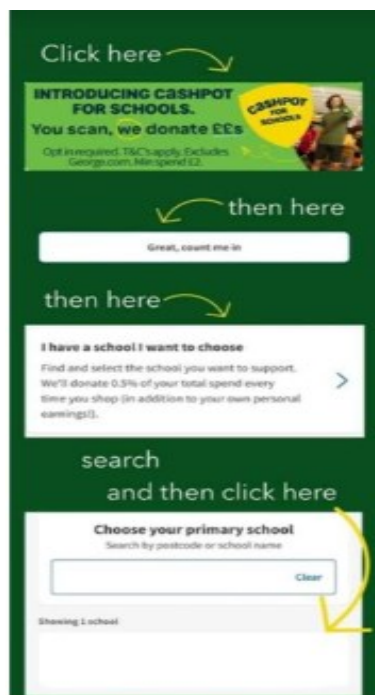 Click here
INTRODUCING CASHPOT
FOR SCHOOLS.
You scan, we donate ££s
Opt in required. T&C's apply. Excludes
George.com. Min spend £2.
CASHPOT
FOR
SCHOOLS
then here
Great, count me in
then here
I have a school I want to choose
Find and select the school you want to support.
We'll donate 0.5% of your total spend every
time you shop (in addition to your own personal
earnings!).
search
and then click here
Choose your primary school
Search by postcode or school name
Clear
Showing 1 school